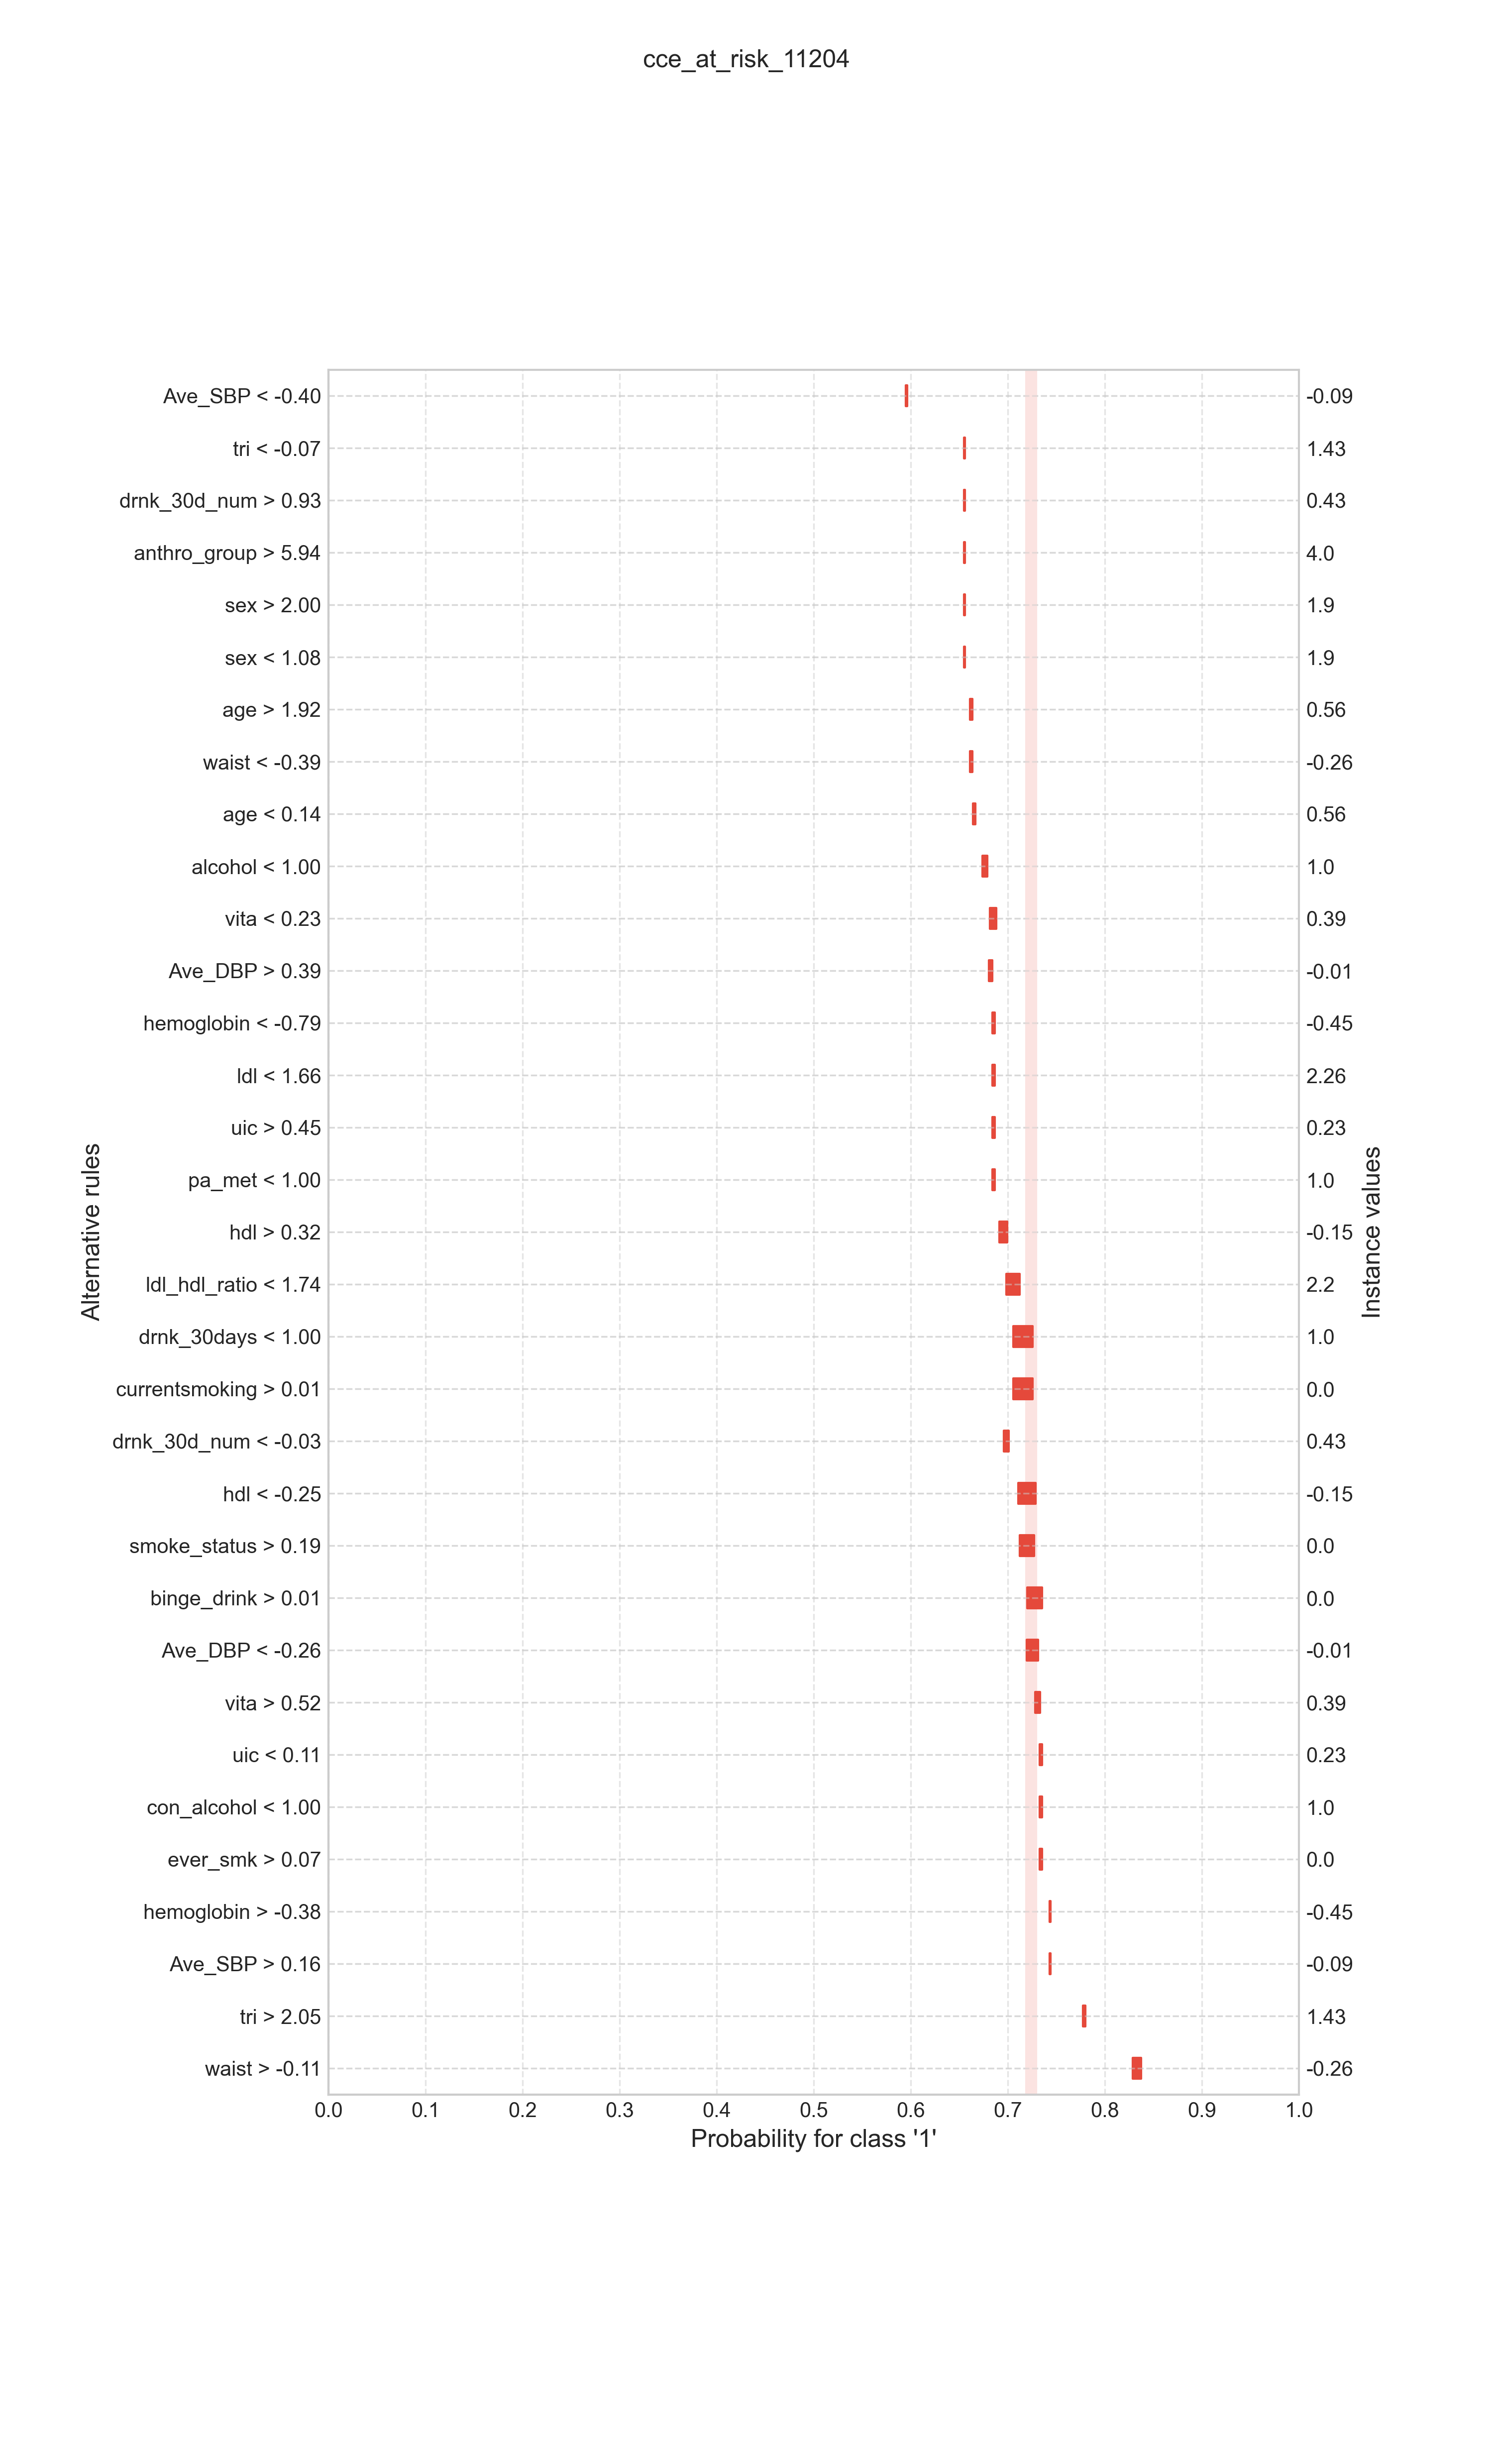 cce_at_risk_11204
Ave_SBP < -0.40 -0.09
tri < -0.07 1.43
drnk_30d_num > 0.93 0.43
anthro_group > 5.94 4.0
sex > 2.00 1.9
sex < 1.08 1.9
age > 1.92 0.56
waist < -0.39 -0.26
age < 0.14 0.56
alcohol < 1.00 1.0
vita < 0.23 0.39
Ave_DBP > 0.39 -0.01
hemoglobin < -0.79 -0.45
ldl < 1.66 2.26
uic > 0.45 0.23
pa_met < 1.00 1.0
hdl > 0.32 -0.15
ldl_hdl_ratio < 1.74 2.2
drnk_30days < 1.00 1.0
currentsmoking > 0.01 0.0
drnk_30d_num < -0.03 0.43
hdl < -0.25 -0.15
smoke_status > 0.19 0.0
binge_drink > 0.01 0.0
Ave_DBP < -0.26 -0.01
vita > 0.52 0.39
uic < 0.11 0.23
con_alcohol < 1.00 1.0
ever_smk > 0.07 0.0
hemoglobin > -0.38 -0.45
Ave_SBP > 0.16 -0.09
tri > 2.05 1.43
waist > -0.11 -0.26
Alternative rules
Instance values
0.0 0.1 0.2 0.3 0.4 0.5 0.6 0.7 0.8 0.9 1.0
Probability for class '1'